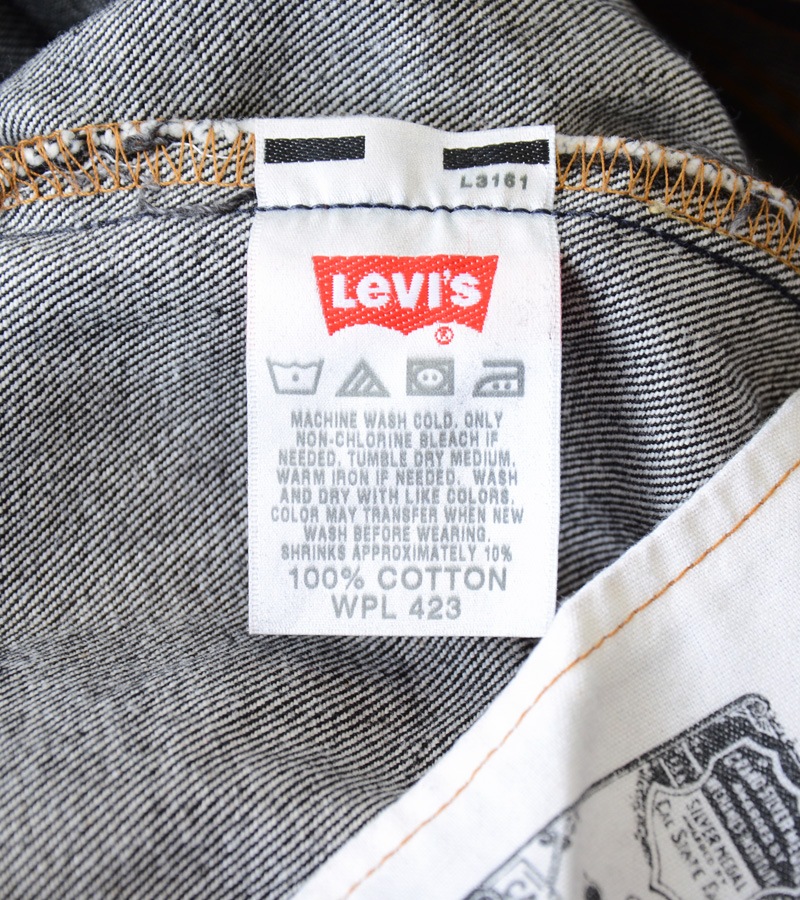 L3161
LEVI'S
®
MACHINE WASH COLD. ONLY
NON-CHLORINE BLEACH IF
NEEDED. TUMBLE DRY MEDIUM.
WARM IRON IF NEEDED. WASH
AND DRY WITH LIKE COLORS.
COLOR MAY TRANSFER WHEN NEW
WASH BEFORE WEARING.
SHRINKS APPROXIMATELY 10%
100% COTTON
WPL 423
SILVER MEDAL
CAL STATE